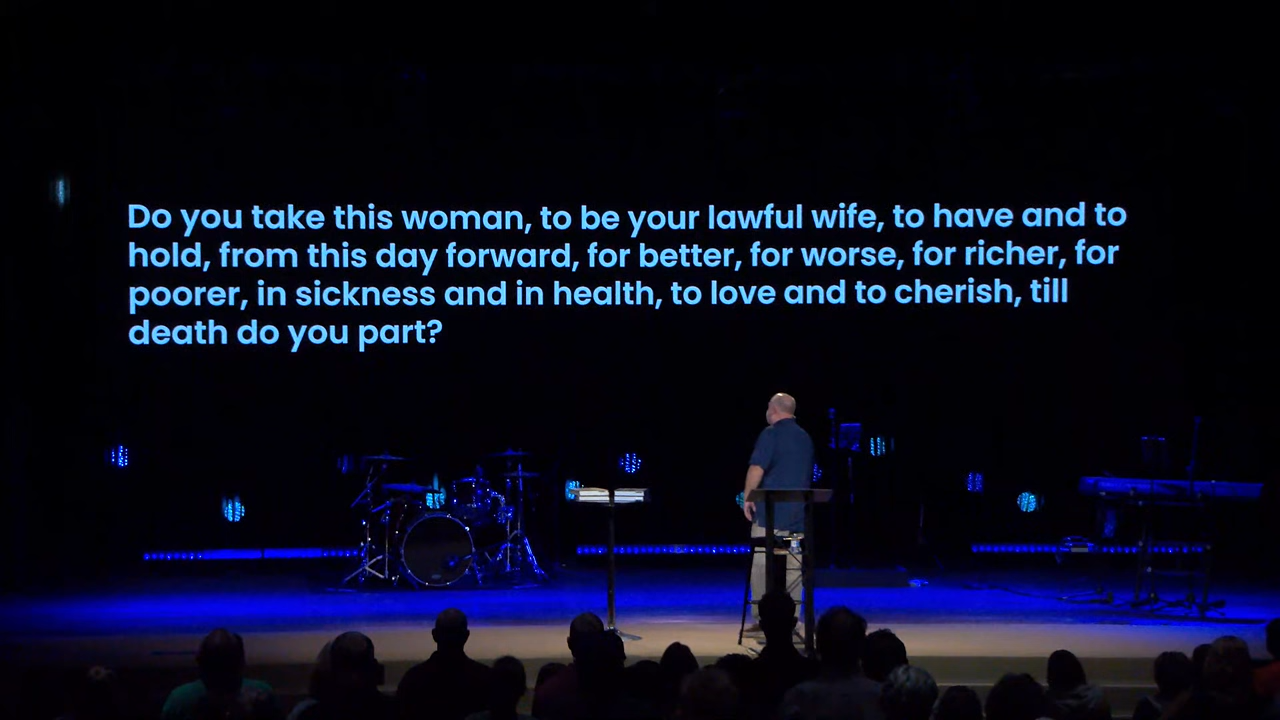 Do you take this woman, to be your lawful wife, to have and to
hold, from this day forward, for better, for worse, for richer, for
poorer, in sickness and in health, to love and to cherish, till
death do you part?